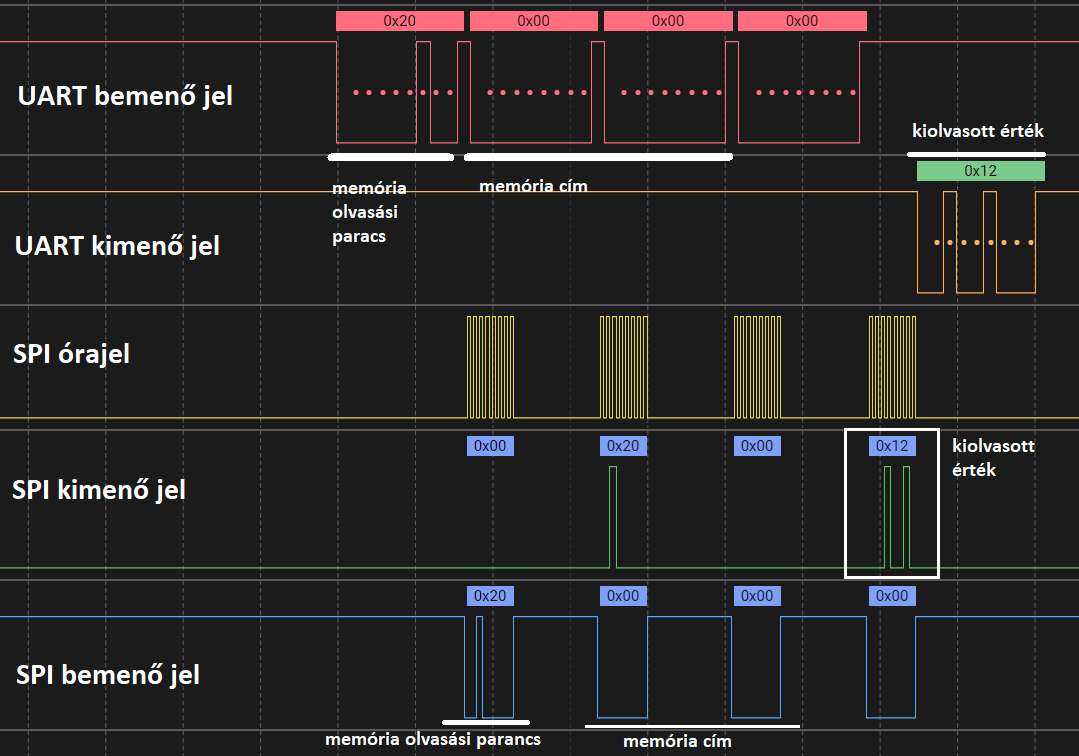 0x20
0x00
0x00
0x00
UART bemenő jel
kiolvasott érték
0x12
memória
olvasási
paracs
memória cím
UART kimenő jel
SPI órajel
0x00
0x20
0x00
0x12
kiolvasott
érték
SPI kimenő jel
0x20
0x00
0x00
0x00
SPI bemenő jel
memória olvasási parancs
memória cím